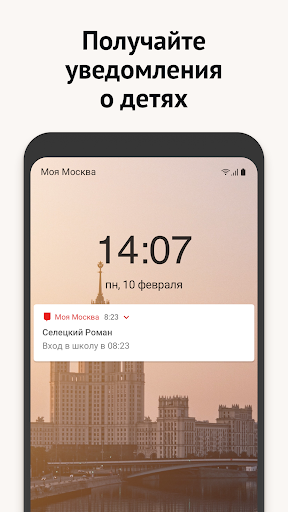 Получайте
уведомления
о детях
Моя Москва
14:07
пн, 10 февраля
Моя Москва 8:23
Селецкий Роман
Вход в школу в 08:23